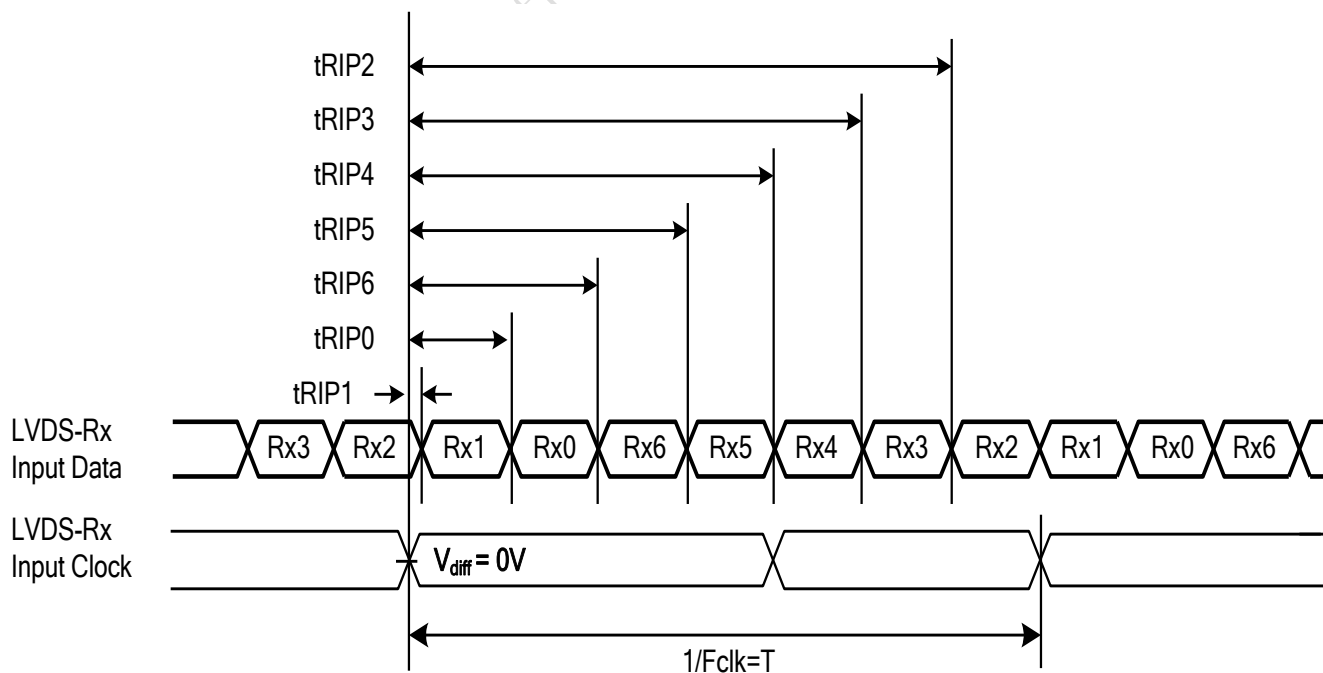 tRIP2
tRIP3
tRIP4
tRIP5
tRIP6
tRIP0
tRIP1
LVDS-Rx
Input Data
Rx3 Rx2 Rx1 Rx0 Rx6 Rx5 Rx4 Rx3 Rx2 Rx1 Rx0 Rx6
LVDS-Rx
Input Clock
Vdiff = 0V
1/Fclk=T